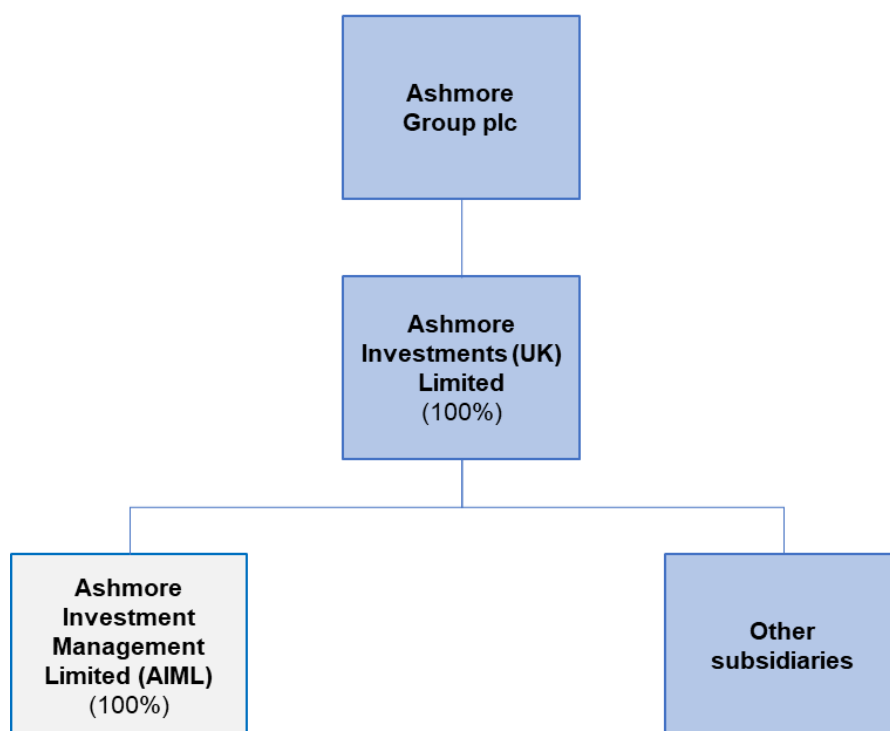 Ashmore
Group plc
Ashmore
Investments (UK)
Limited
(100%)
Ashmore
Investment
Management
Limited (AIML)
(100%)
Other
subsidiaries